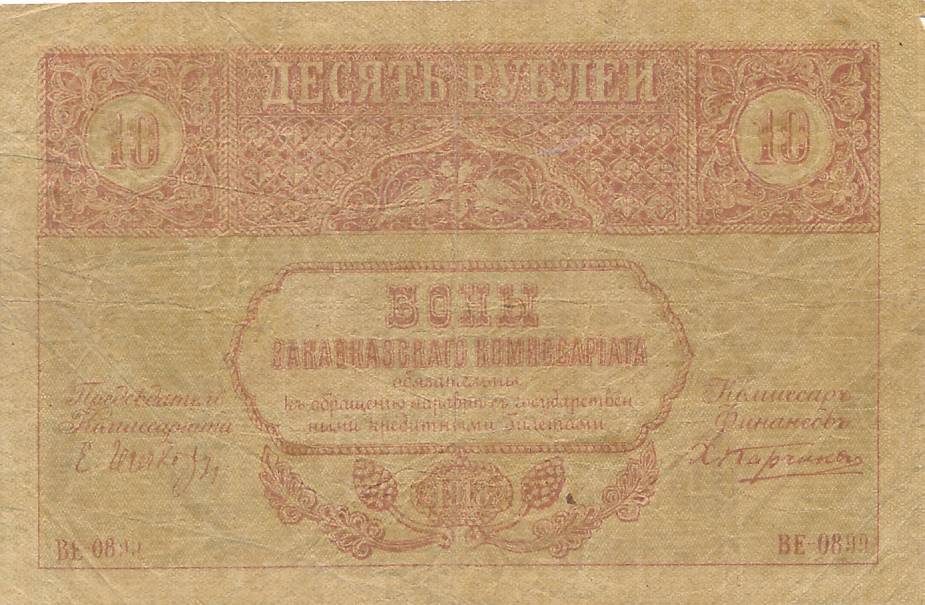 ДЕСЯТЬ РУБЛЕЙ
10
10
БОНЫ
ЗАКАВКАЗСКАГО КОМИССАРІАТА
обязательны
къ обращенію наравнѣ съ государствен-
ными кредитными билетами
Предсѣдатель
Комиссаріата
Комиссаръ
Финансовъ
ВЕ-0899
ВЕ-0899